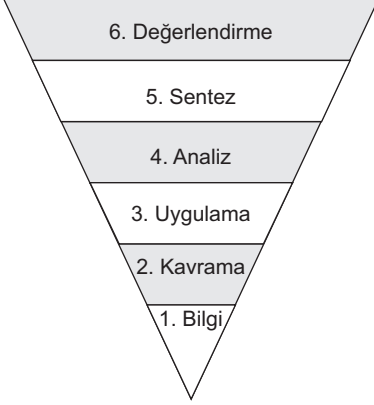 6. Değerlendirme
5. Sentez
4. Analiz
3. Uygulama
2. Kavrama
1. Bilgi